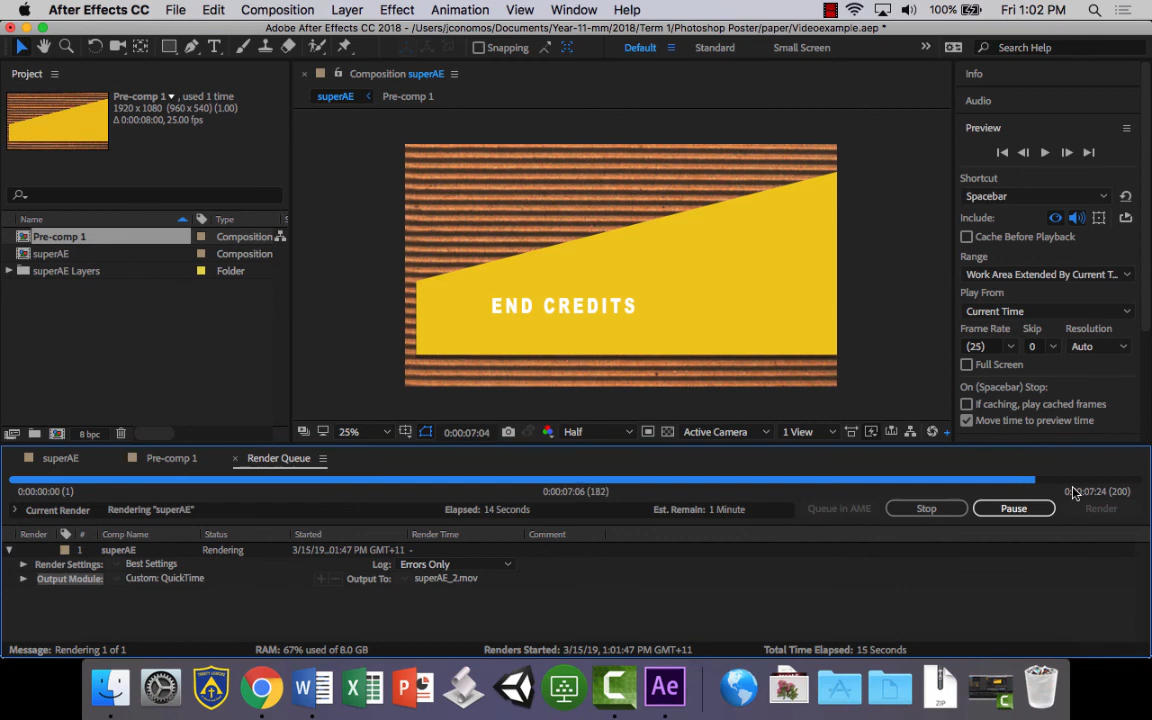 After Effects CC File Edit Composition Layer Effect Animation View Window Help 100% Fri 1:02 PM
Adobe After Effects CC 2018 - /Users/jconomos/Documents/Year-11-mm/2018/Term 1/Photoshop Poster/paper/Videoexample.aep *
Snapping Default Standard Small Screen Search Help
Project
Composition superAE
Info
Pre-comp 1 , used 1 time
1920 x 1080 (960 x 540) (1.00)
Δ 0:00:08:00, 25.00 fps
superAE Pre-comp 1
Audio
Preview
Shortcut
Spacebar
Name Type
Include:
Pre-comp 1 Composition
Cache Before Playback
superAE Composition
Range
superAE Layers Folder
Work Area Extended By Current T...
Play From
END CREDITS
Current Time
Frame Rate Skip Resolution
(25) 0 Auto
Full Screen
On (Spacebar) Stop:
If caching, play cached frames
Move time to preview time
8 bpc 25% 0:00:07:04 Half Active Camera 1 View
superAE Pre-comp 1 Render Queue
0:00:00:00 (1) 0:00:07:06 (182) 07:24 (200)
Current Render Rendering "superAE" Elapsed: 14 Seconds Est. Remain: 1 Minute Queue in AME Stop Pause Render
Render # Comp Name Status Started Render Time Comment
1 superAE Rendering 3/15/19...01:47 PM GMT+11 -
Render Settings: Best Settings Log: Errors Only
Output Module: Custom: QuickTime Output To: superAE_2.mov
Message: Rendering 1 of 1 RAM: 67% used of 8.0 GB Renders Started: 3/15/19, 1:01:47 PM GMT+11 Total Time Elapsed: 15 Seconds
W X P C Ae ZIP